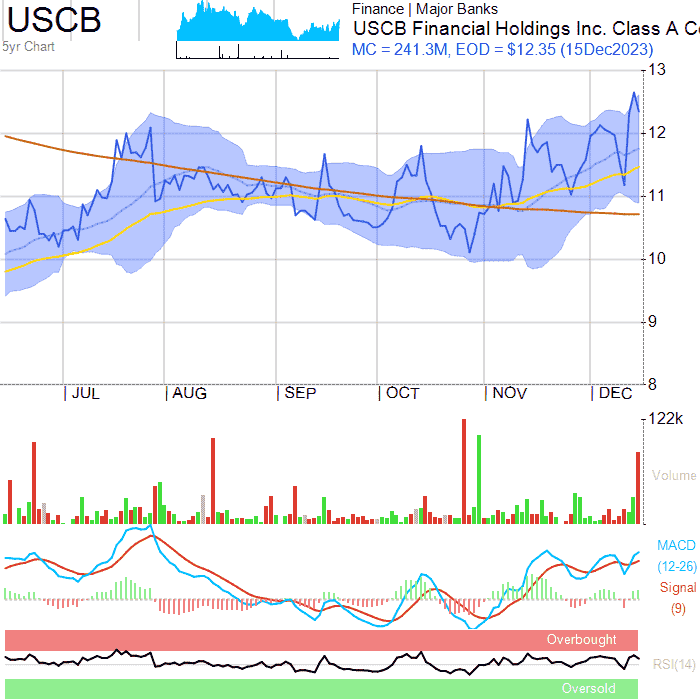 USCB
5yr Chart
Finance | Major Banks
USCB Financial Holdings Inc. Class A Co
MC = 241.3M, EOD = $12.35 (15Dec2023)
13
12
11
10
9
8
JUL AUG SEP OCT NOV DEC
122k
Volume
MACD
(12-26)
Signal
(9)
Overbought
RSI(14)
Oversold